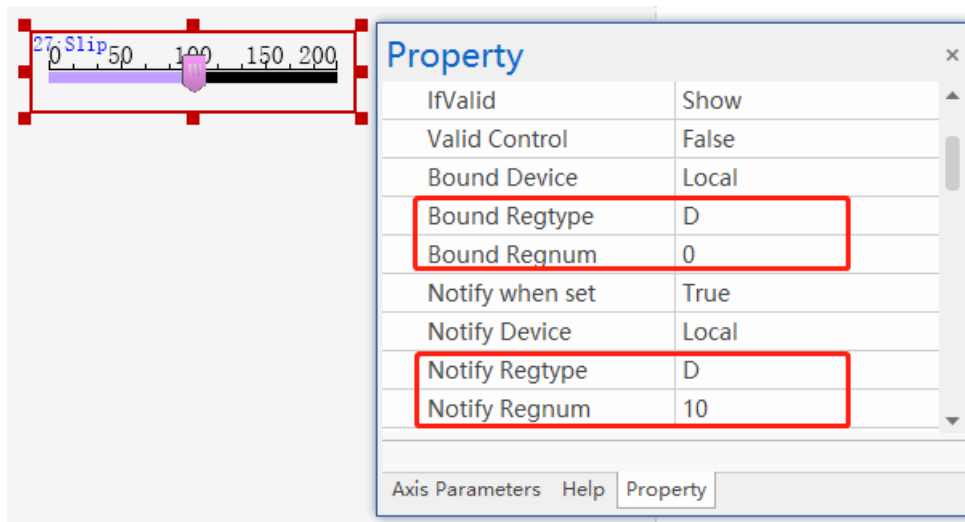 27:Slip
0 50 100 150 200
Property ×
IfValid Show
Valid Control False
Bound Device Local
Bound Regtype D
Bound Regnum 0
Notify when set True
Notify Device Local
Notify Regtype D
Notify Regnum 10
Axis Parameters Help Property